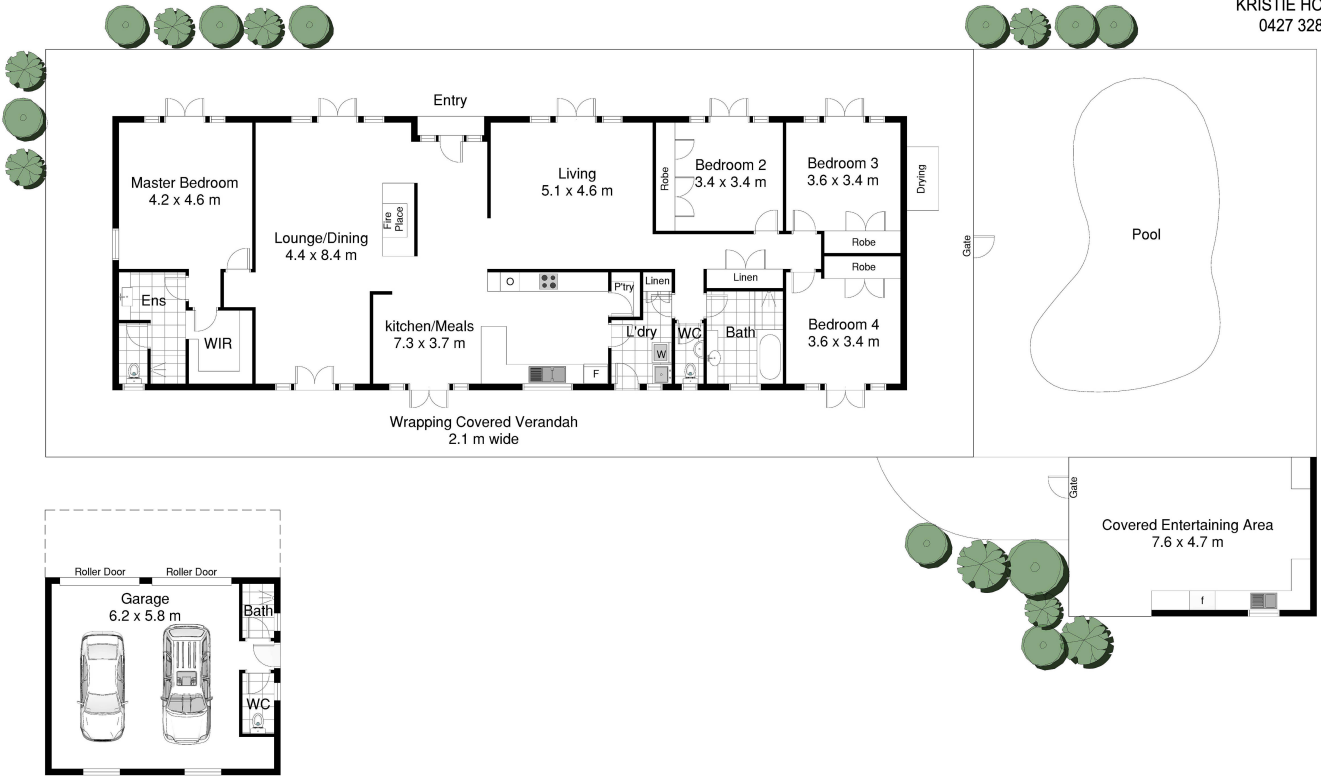 KRISTIE HO
0427 328
Entry
Master Bedroom
4.2 x 4.6 m
Lounge/Dining
4.4 x 8.4 m
Fire
Place
Living
5.1 x 4.6 m
Robe
Bedroom 2
3.4 x 3.4 m
Bedroom 3
3.6 x 3.4 m
Drying
Robe
Robe
Gate
Pool
Ens
WIR
kitchen/Meals
7.3 x 3.7 m
O
P'try
Linen
Linen
L'dry
W
WC
Bath
Bedroom 4
3.6 x 3.4 m
F
Wrapping Covered Verandah
2.1 m wide
Gate
Covered Entertaining Area
7.6 x 4.7 m
f
Roller Door
Roller Door
Garage
6.2 x 5.8 m
Bath
WC